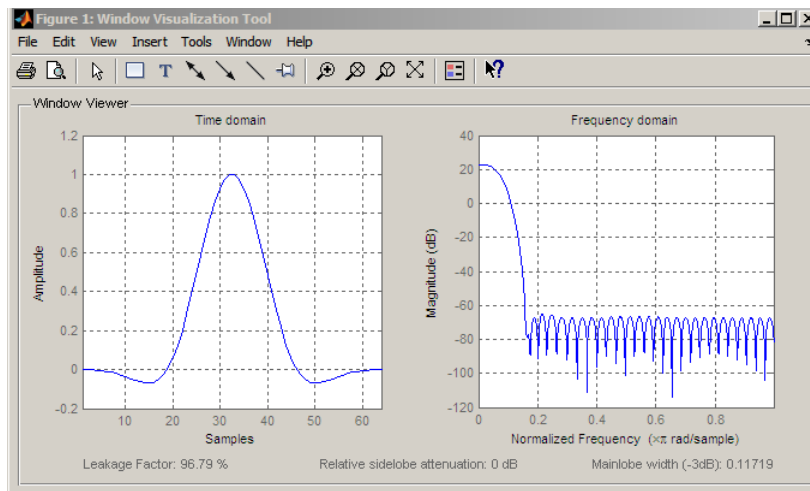 Figure 1: Window Visualization Tool
File Edit View Insert Tools Window Help
T
?
Window Viewer
Time domain
1.2
1
0.8
0.6
0.4
0.2
0
-0.2
10 20 30 40 50 60
Amplitude
Samples
Frequency domain
40
20
0
-20
-40
-60
-80
-100
-120
0 0.2 0.4 0.6 0.8
Magnitude (dB)
Normalized Frequency (×π rad/sample)
Leakage Factor: 96.79 %
Relative sidelobe attenuation: 0 dB
Mainlobe width (-3dB): 0.11719